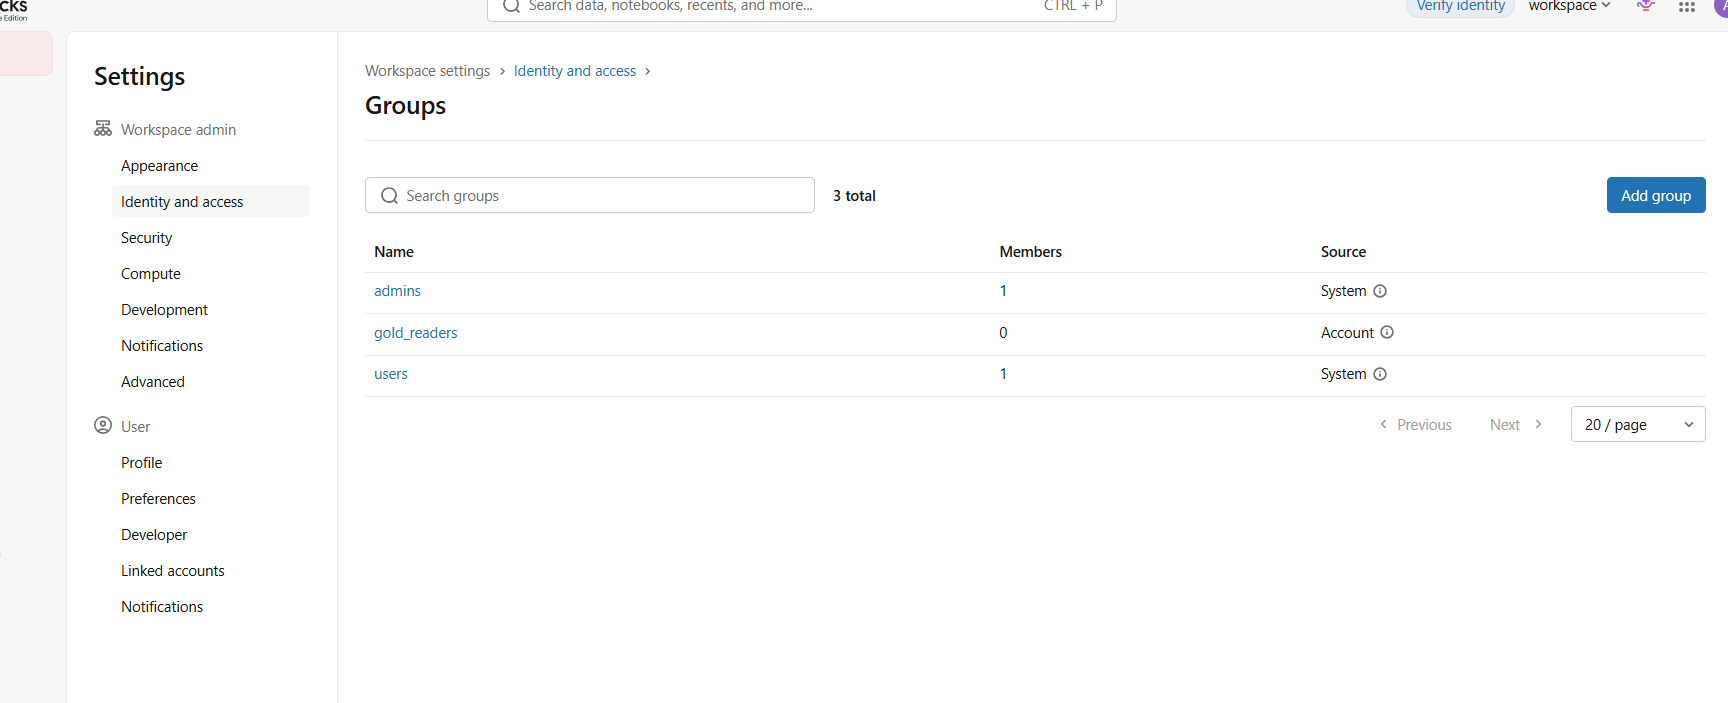 CKS
e Edition
Search data, notebooks, recents, and more...
CTRL + P
Verify identity
workspace
Settings
Workspace admin
Appearance
Identity and access
Security
Compute
Development
Notifications
Advanced
User
Profile
Preferences
Developer
Linked accounts
Notifications
Workspace settings > Identity and access >
Groups
Search groups
3 total
Add group
Name Members Source
admins 1 System
gold_readers 0 Account
users 1 System
Previous Next 20 / page